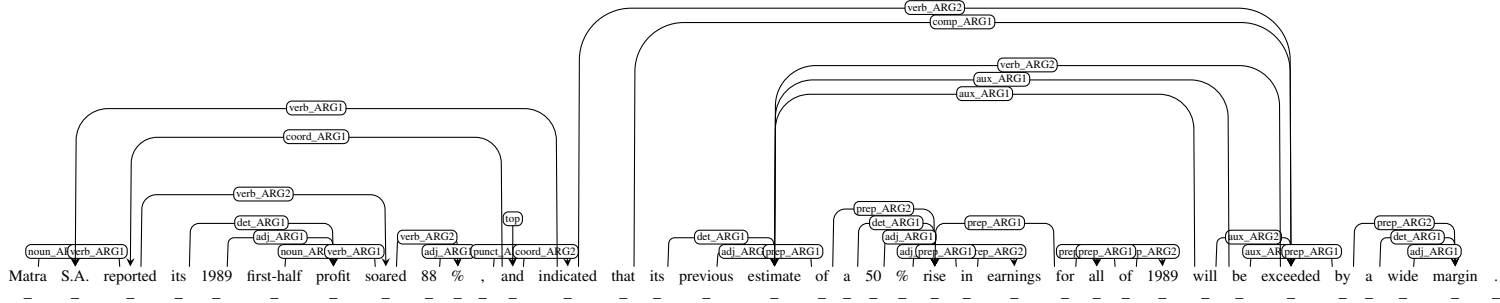 verb_ARG2
comp_ARG1
verb_ARG2
aux_ARG1
aux_ARG1
verb_ARG1
coord_ARG1
verb_ARG2
prep_ARG2
top
det_ARG1 det_ARG1 prep_ARG1 prep_ARG2
adj_ARG1 verb_ARG2 det_ARG1 adj_ARG1 aux_ARG2 det_ARG1
verb_ARG1 verb_ARG1 coord_ARG2 prep_ARG1 prep_ARG1 prep_ARG1 prep_ARG1 adj_ARG1
Matra S.A. reported its 1989 first-half profit soared 88 % , and indicated that its previous estimate of a 50 % rise in earnings for all of 1989 will be exceeded by a wide margin .
_ _ _ _ _ _ _ _ _ _ _ _ _ _ _ _ _ _ _ _ _ _ _ _ _ _ _ _ _ _ _ _ _ _ _ _ _